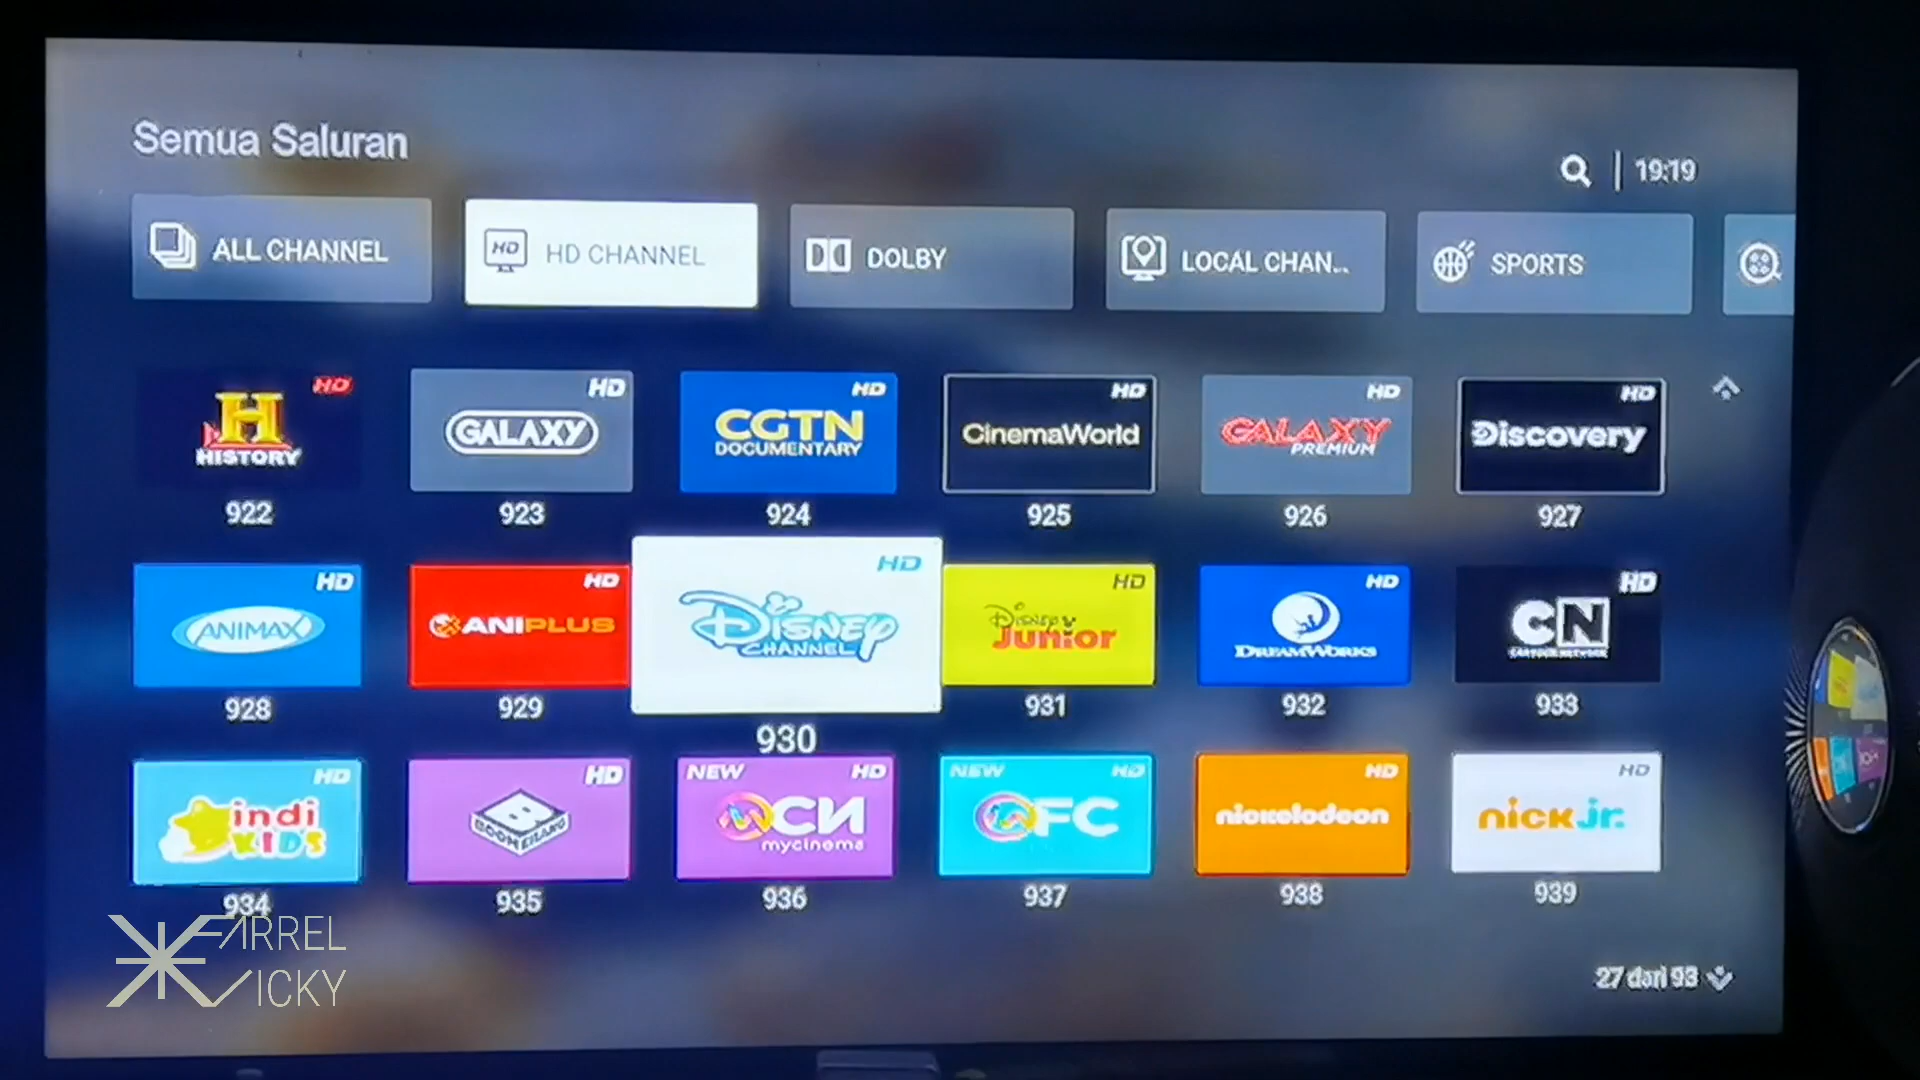 Semua Saluran
19:19
ALL CHANNEL
HD HD CHANNEL
DOLBY
LOCAL CHAN...
SPORTS
HD
H
HISTORY
922
HD
GALAXY
923
HD
CGTN
DOCUMENTARY
924
HD
CinemaWorld
925
HD
GALAXY
PREMIUM
926
HD
Discovery
927
HD
ANIMAX
928
HD
ANIPLUS
929
HD
Disney
CHANNEL
930
HD
Disney
Junior
931
HD
DREAMWORKS
932
HD
CN
CARTOON NETWORK
933
HD
indi
KIDS
934
HD
BOOMERANG
935
NEW HD
CN
mycinema
936
NEW HD
FC
937
HD
nickelodeon
938
HD
nick jr.
939
FARREL
VICKY
27 dari 93